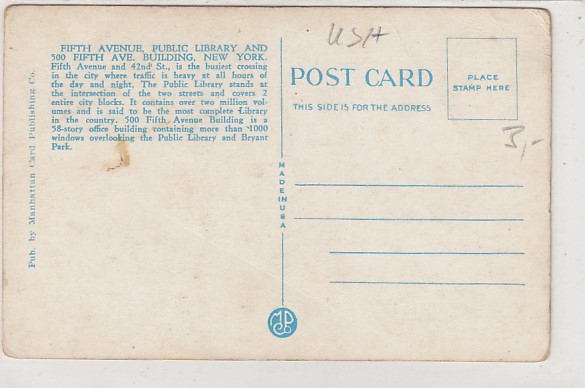 USA
FIFTH AVENUE, PUBLIC LIBRARY AND
500 FIFTH AVE. BUILDING, NEW YORK.
Fifth Avenue and 42nd St., is the busiest crossing
in the city where traffic is heavy at all hours of
the day and night. The Public Library stands at
the intersection of the two streets and covers 2
entire city blocks. It contains over two million vol-
umes and is said to be the most complete Library
in the country. 500 Fifth Avenue Building is a
58-story office building containing more than 1000
windows overlooking the Public Library and Bryant
Park.
Pub. by Manhattan Card Publishing Co.
MADE IN USA
POST CARD
THIS SIDE IS FOR THE ADDRESS
PLACE
STAMP HERE
3,-